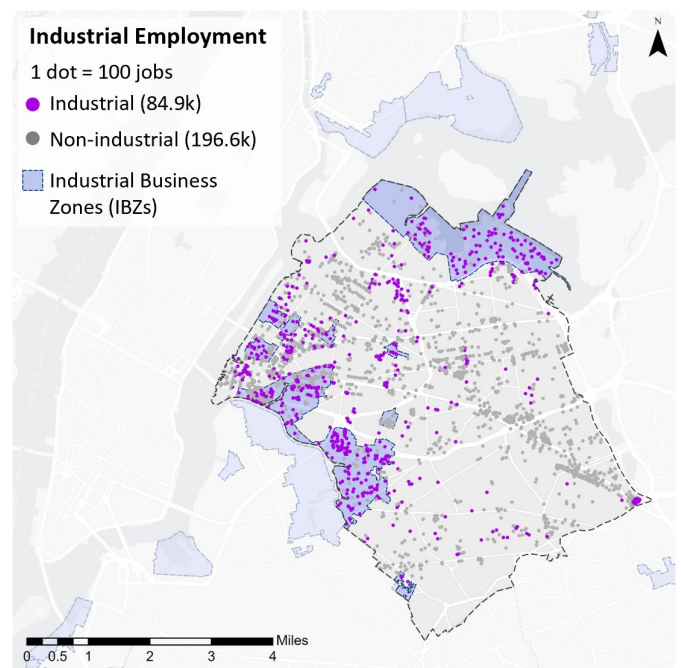 Industrial Employment
1 dot = 100 jobs
Industrial (84.9k)
Non-industrial (196.6k)
Industrial Business
Zones (IBZs)
N
Miles
0 0.5 1 2 3 4